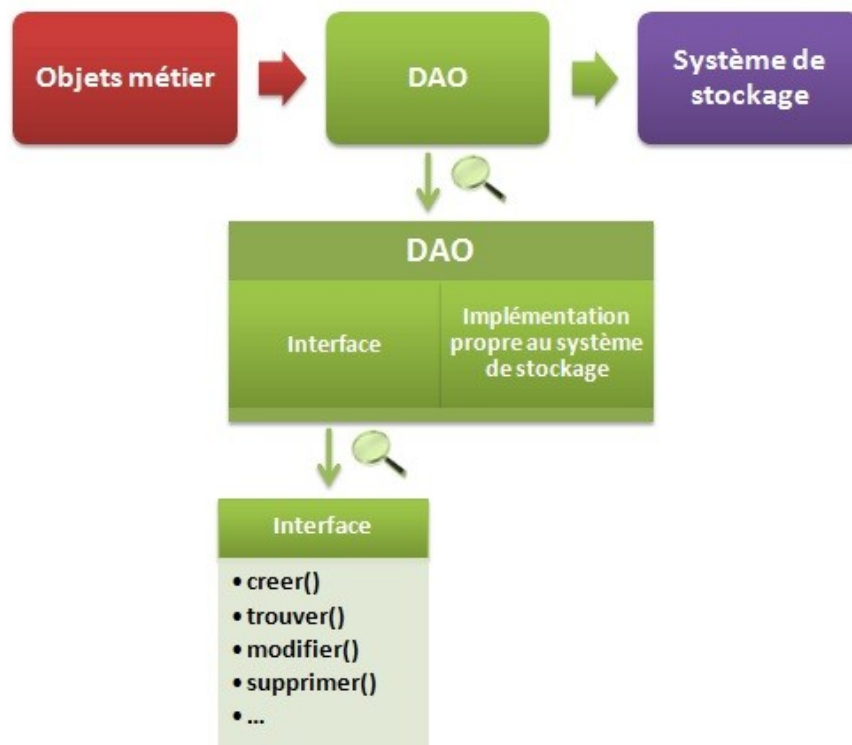 Objets métier
DAO
Système de
stockage
DAO
Interface
Implémentation
propre au système
de stockage
Interface
• creer()
• trouver()
• modifier()
• supprimer()
• ...